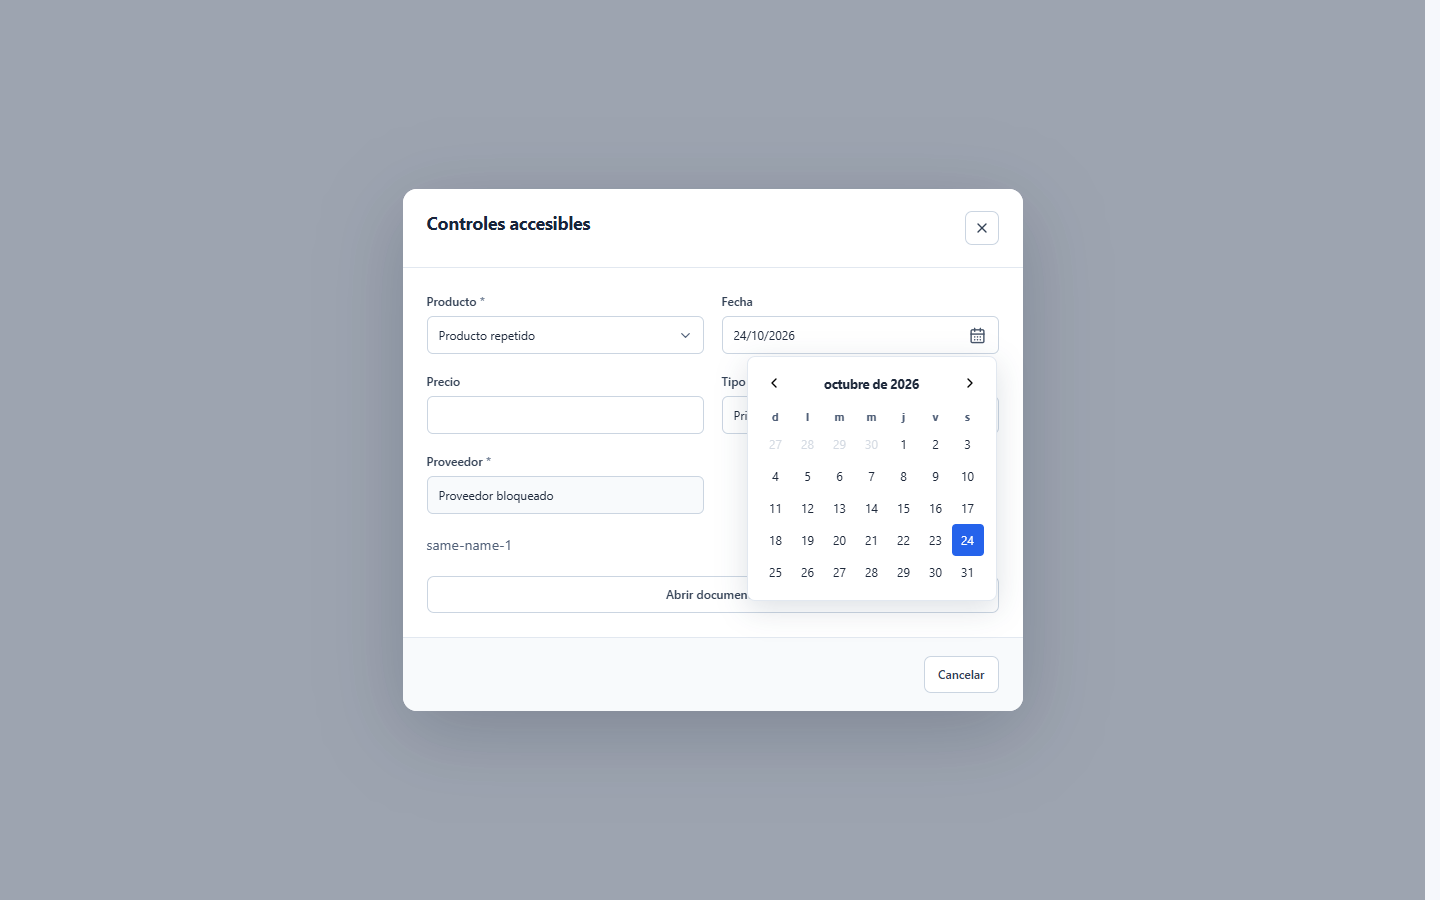 Controles accesibles
Producto *
Fecha
Producto repetido
24/10/2026
Precio
Tipo
Pri
octubre de 2026
d l m m j v s
27 28 29 30 1 2 3
4 5 6 7 8 9 10
11 12 13 14 15 16 17
18 19 20 21 22 23 24
25 26 27 28 29 30 31
Proveedor *
Proveedor bloqueado
same-name-1
Abrir documen
Cancelar